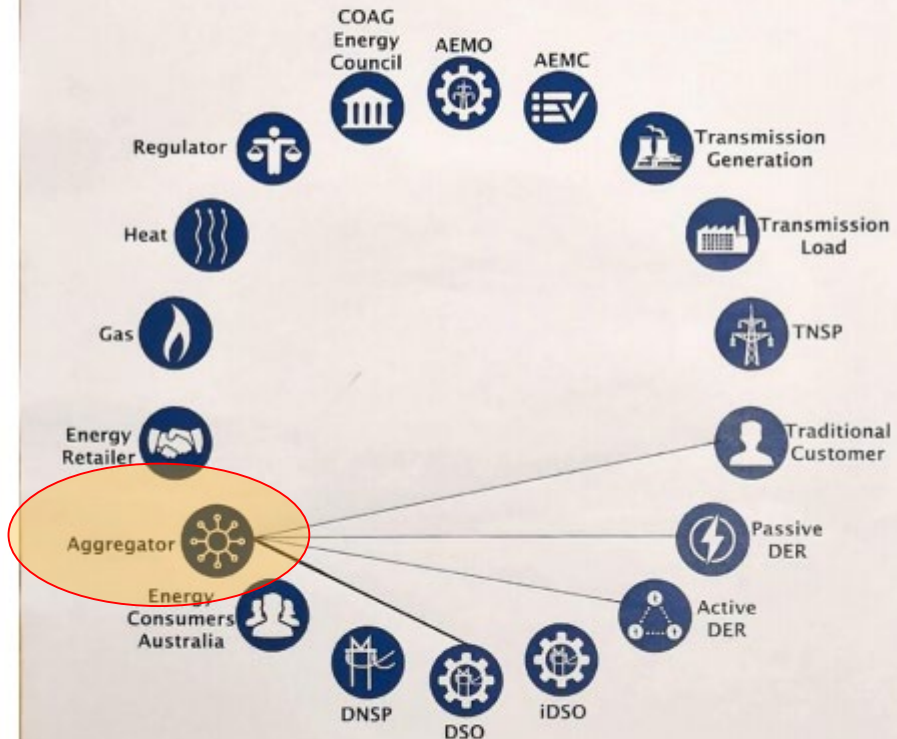 COAG
Energy
Council
AEMO
AEMC
Regulator
Transmission
Generation
Heat
Transmission
Load
Gas
TNSP
Energy
Retailer
Traditional
Customer
Aggregator
Passive
DER
Energy
Consumers
Australia
Active
DER
DNSP
DSO
iDSO